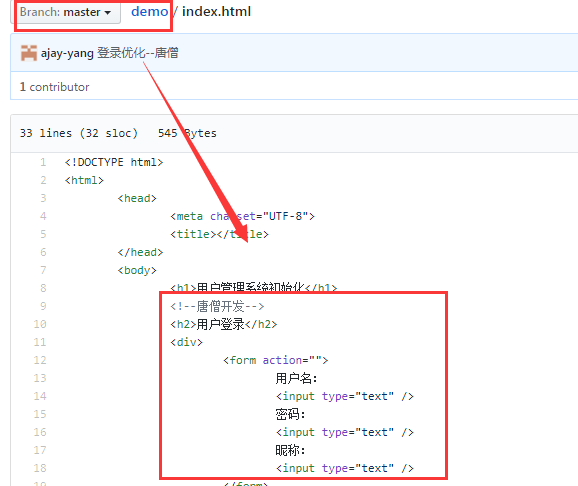 Branch: master demo / index.html
ajay-yang 登录优化--唐僧
1 contributor
33 lines (32 sloc) 545 Bytes
1 <!DOCTYPE html>
2 <html>
3 <head>
4 <meta charset="UTF-8">
5 <title></title>
6 </head>
7 <body>
8 <h1>用户管理系统初始化</h1>
9 <!--唐僧开发-->
10 <h2>用户登录</h2>
11 <div>
12 <form action="">
13 用户名:
14 <input type="text" />
15 密码:
16 <input type="text" />
17 昵称:
18 <input type="text" />
19 </form>